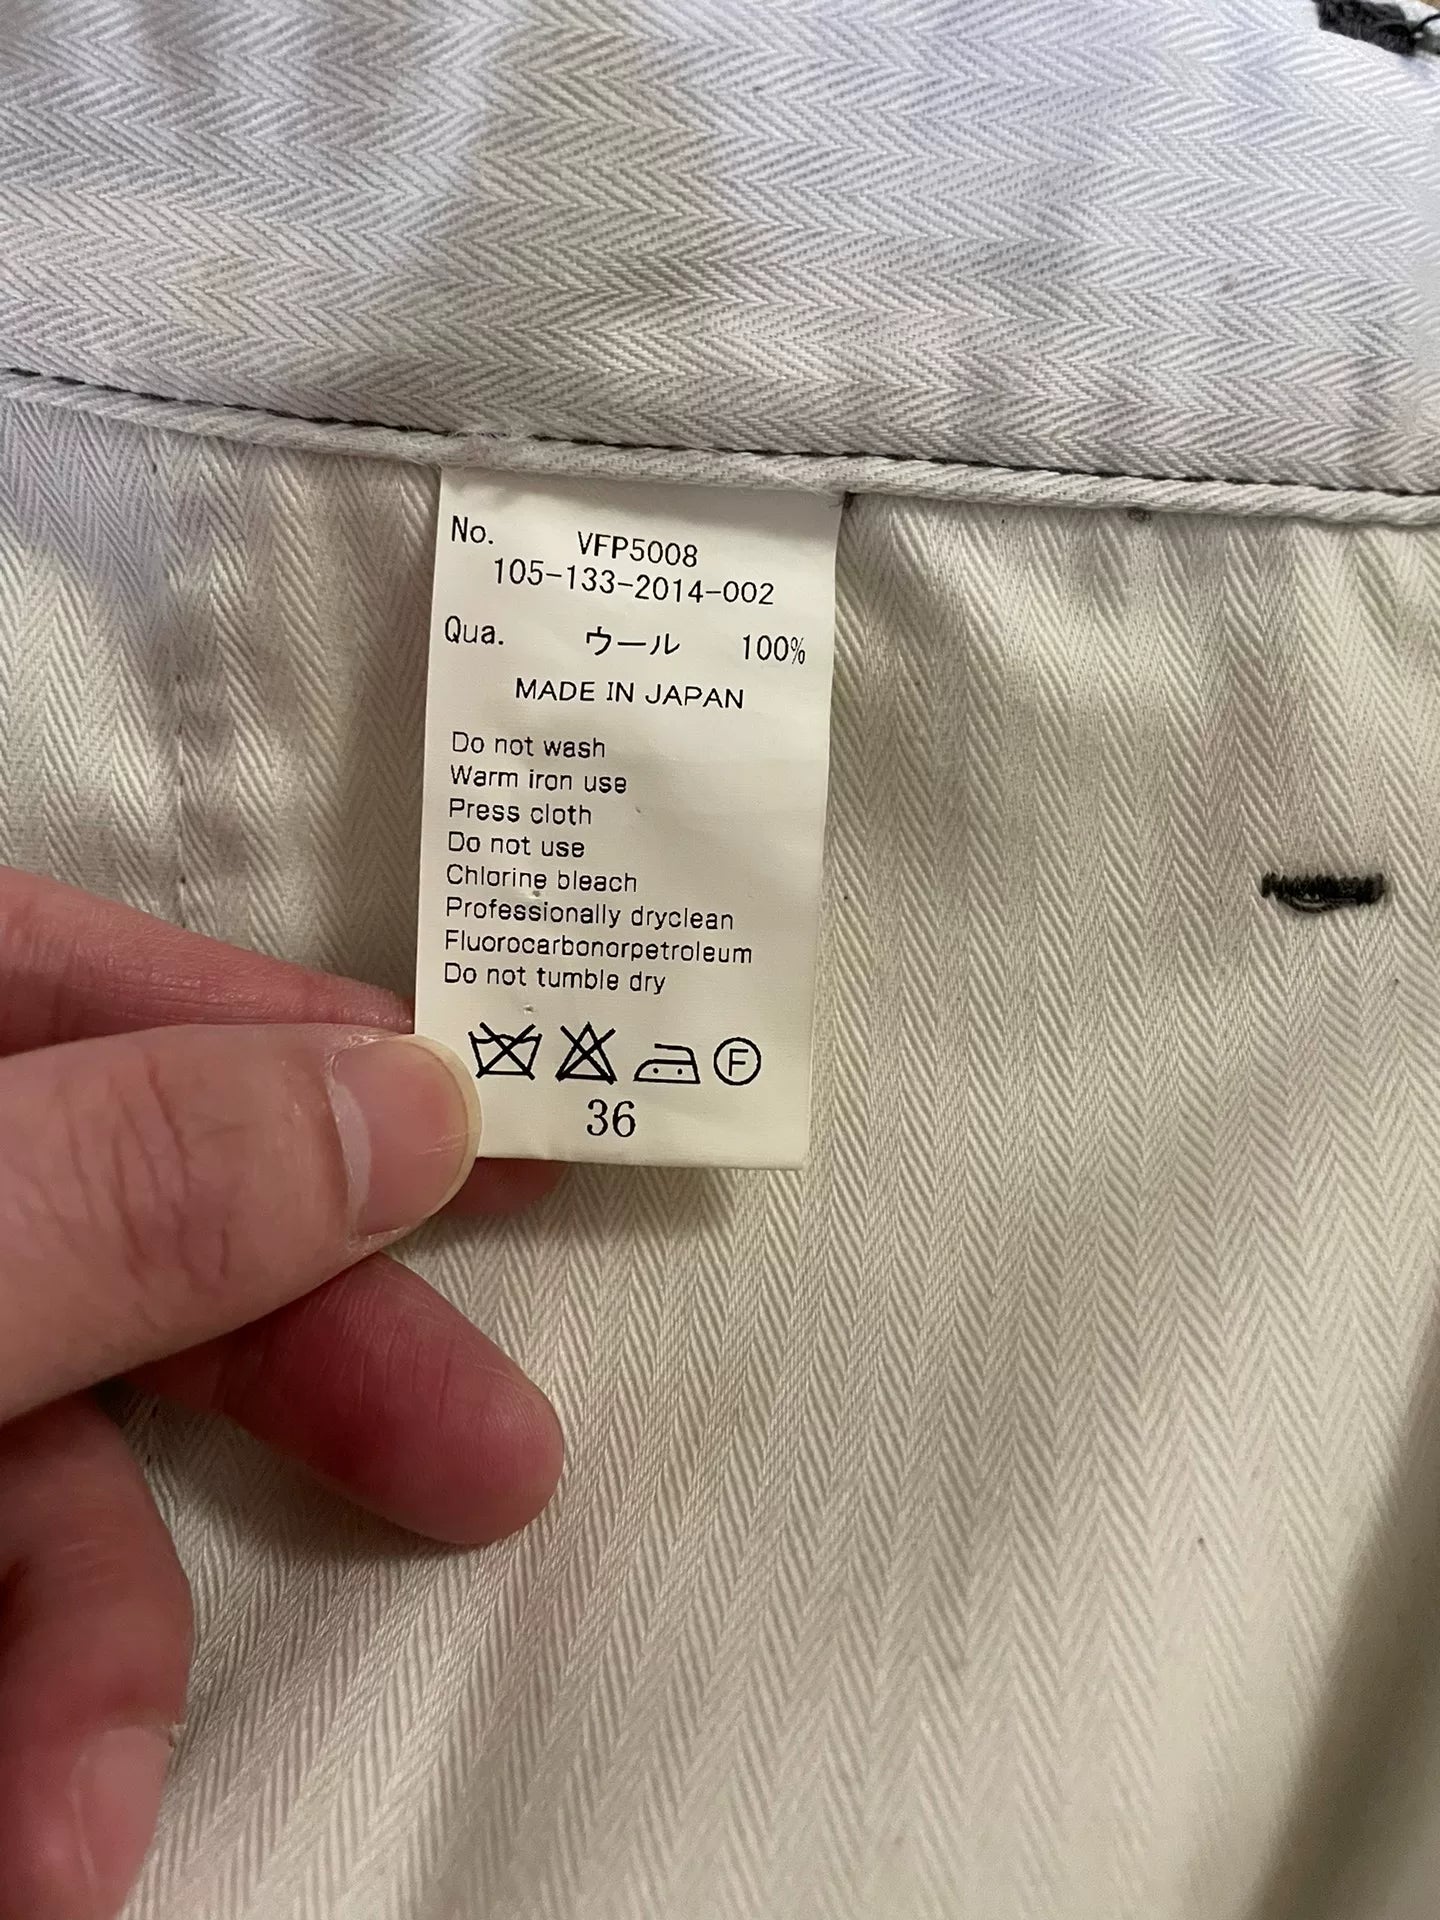 No. VFP5008
105-133-2014-002
Qua. ウール 100%
MADE IN JAPAN
Do not wash
Warm iron use
Press cloth
Do not use
Chlorine bleach
Professionally dryclean
Fluorocarbonorpetroleum
Do not tumble dry
F
36